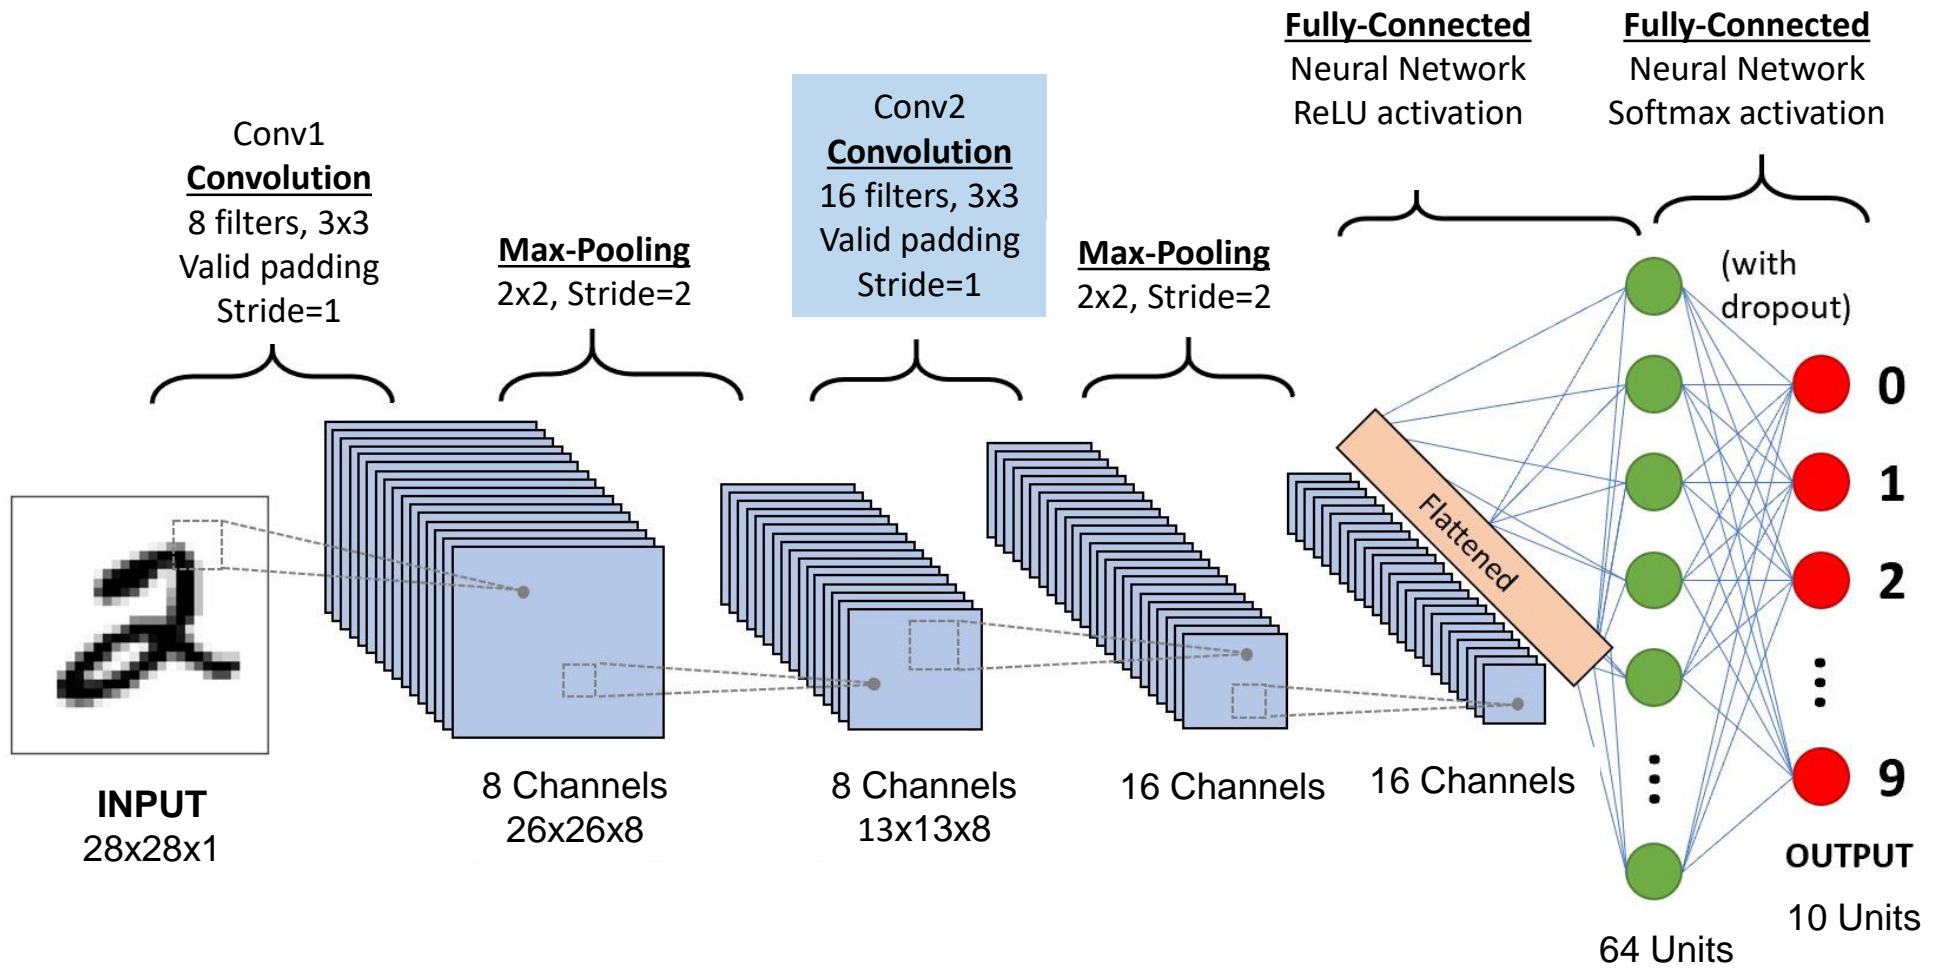 Conv1
Convolution
8 filters, 3x3
Valid padding
Stride=1
Max-Pooling
2x2, Stride=2
Conv2
Convolution
16 filters, 3x3
Valid padding
Stride=1
Max-Pooling
2x2, Stride=2
Fully-Connected
Neural Network
ReLU activation
Fully-Connected
Neural Network
Softmax activation
(with
dropout)
Flattened
2
0
1
2
9
INPUT
28x28x1
8 Channels
26x26x8
8 Channels
13x13x8
16 Channels
16 Channels
64 Units
OUTPUT
10 Units